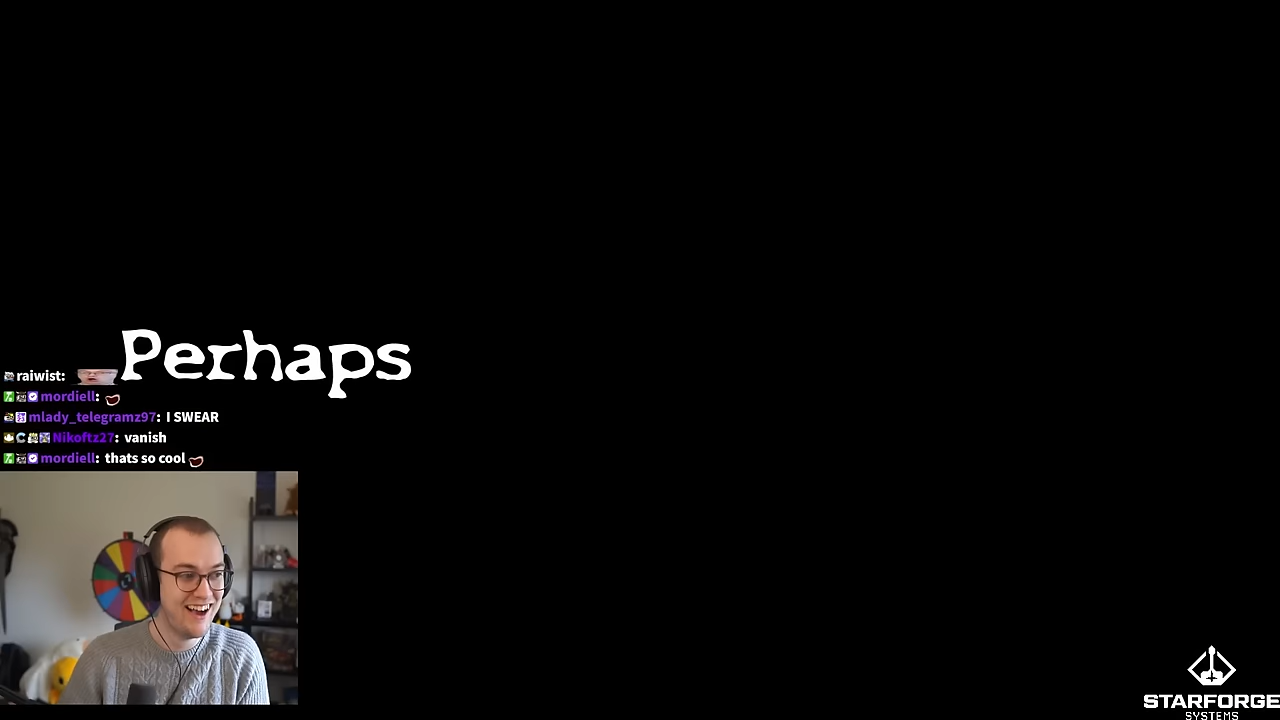 Perhaps
raiwist:
mordiell:
mlady_telegramz97: I SWEAR
Nikoftz27: vanish
mordiell: thats so cool
STARFORGE
SYSTEMS